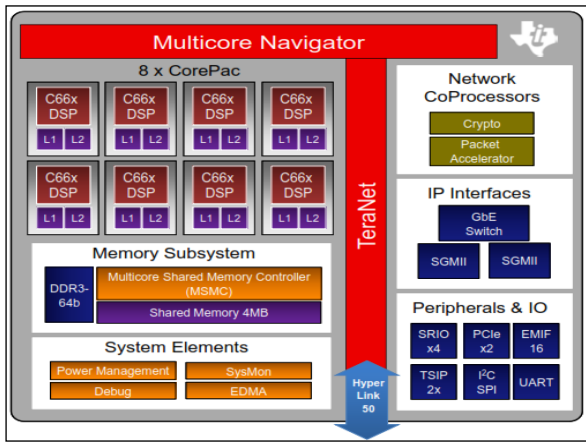 Multicore Navigator
8 x CorePac
C66x
DSP
L1 L2
C66x
DSP
L1 L2
C66x
DSP
L1 L2
C66x
DSP
L1 L2
C66x
DSP
L1 L2
C66x
DSP
L1 L2
C66x
DSP
L1 L2
C66x
DSP
L1 L2
Memory Subsystem
DDR3-
64b
Multicore Shared Memory Controller
(MSMC)
Shared Memory 4MB
System Elements
Power Management
SysMon
Debug
EDMA
TeraNet
Hyper
Link
50
Network
CoProcessors
Crypto
Packet
Accelerator
IP Interfaces
GbE
Switch
SGMII
SGMII
Peripherals & IO
SRIO
x4
PCIe
x2
EMIF
16
TSIP
2x
I²C
SPI
UART